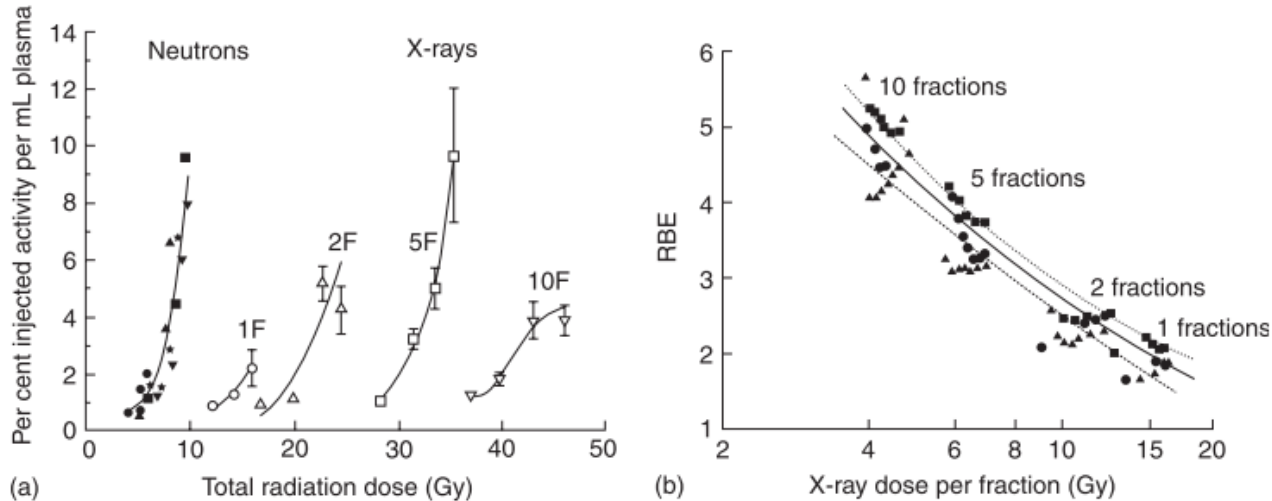 Per cent injected activity per mL plasma
14
12
10
8
6
4
2
0
Neutrons
X-rays
1F
2F
5F
10F
0 10 20 30 40 50
Total radiation dose (Gy)
(a)
RBE
6
5
4
3
2
1
10 fractions
5 fractions
2 fractions
1 fractions
2 4 6 8 10 15 20
X-ray dose per fraction (Gy)
(b)